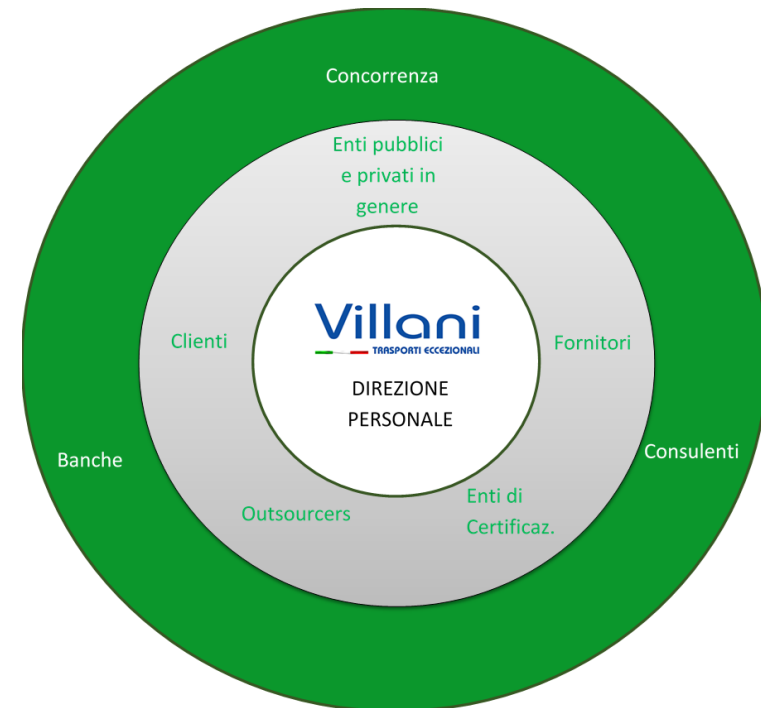 Concorrenza
Enti pubblici
e privati in
genere
Clienti
Villani
TRASPORTI ECCEZIONALI
Fornitori
DIREZIONE
PERSONALE
Banche
Consulenti
Outsourcers
Enti di
Certificaz.